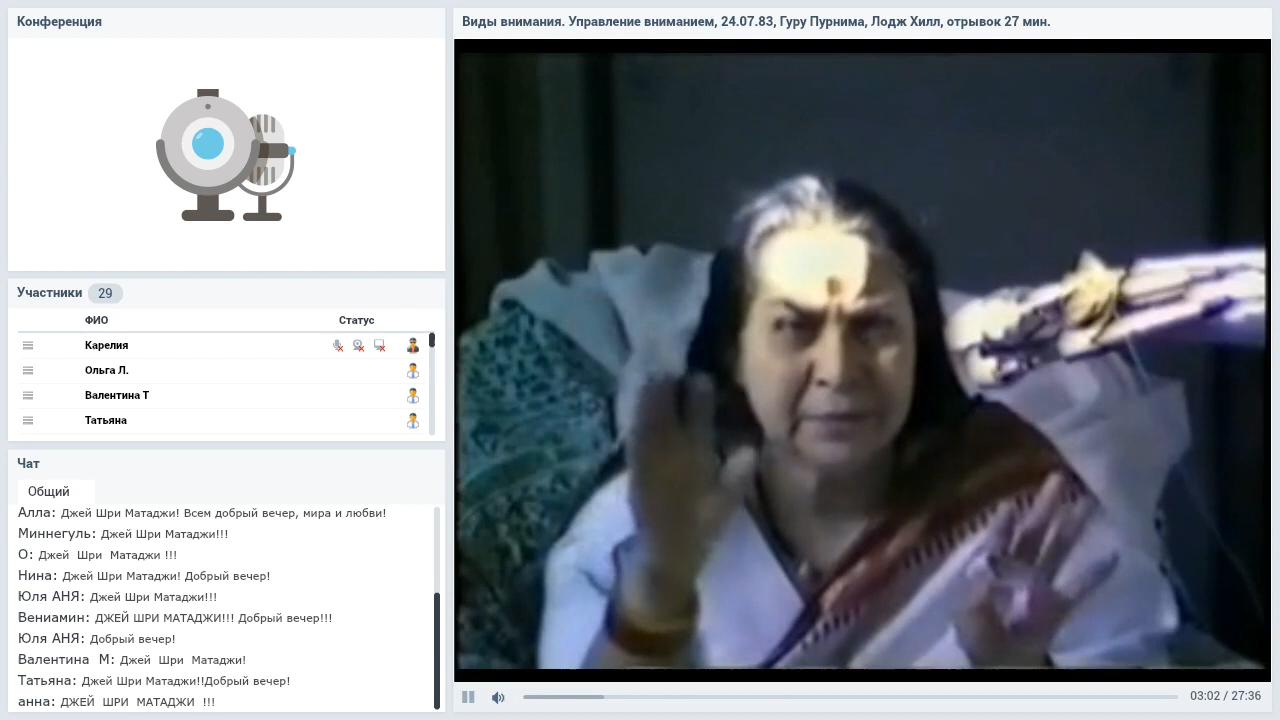 Конференция
Виды внимания. Управление вниманием, 24.07.83, Гуру Пурнима, Лодж Хилл, отрывок 27 мин.
Участники 29
ФИО Статус
Карелия
Ольга Л.
Валентина Т
Татьяна
Чат
Общий
Алла: Джей Шри Матаджи! Всем добрый вечер, мира и любви!
Миннегуль: Джей Шри Матаджи!!!
О: Джей Шри Матаджи !!!
Нина: Джей Шри Матаджи! Добрый вечер!
Юля АНЯ: Джей Шри Матаджи!!!
Вениамин: ДЖЕЙ ШРИ МАТАДЖИ!!! Добрый вечер!!!
Юля АНЯ: Добрый вечер!
Валентина М: Джей Шри Матаджи!
Татьяна: Джей Шри Матаджи!!Добрый вечер!
анна: ДЖЕЙ ШРИ МАТАДЖИ !!!
03:02 / 27:36